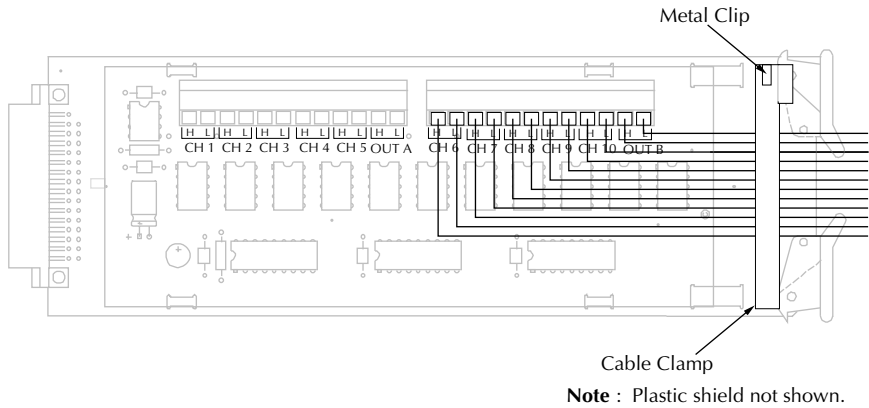 Metal Clip
H L H L H L H L H L H L H L H L H L H L H L H L
CH 1 CH 2 CH 3 CH 4 CH 5 OUT A CH 6 CH 7 CH 8 CH 9 CH 10 OUT B
+
+
Cable Clamp
Note : Plastic shield not shown.